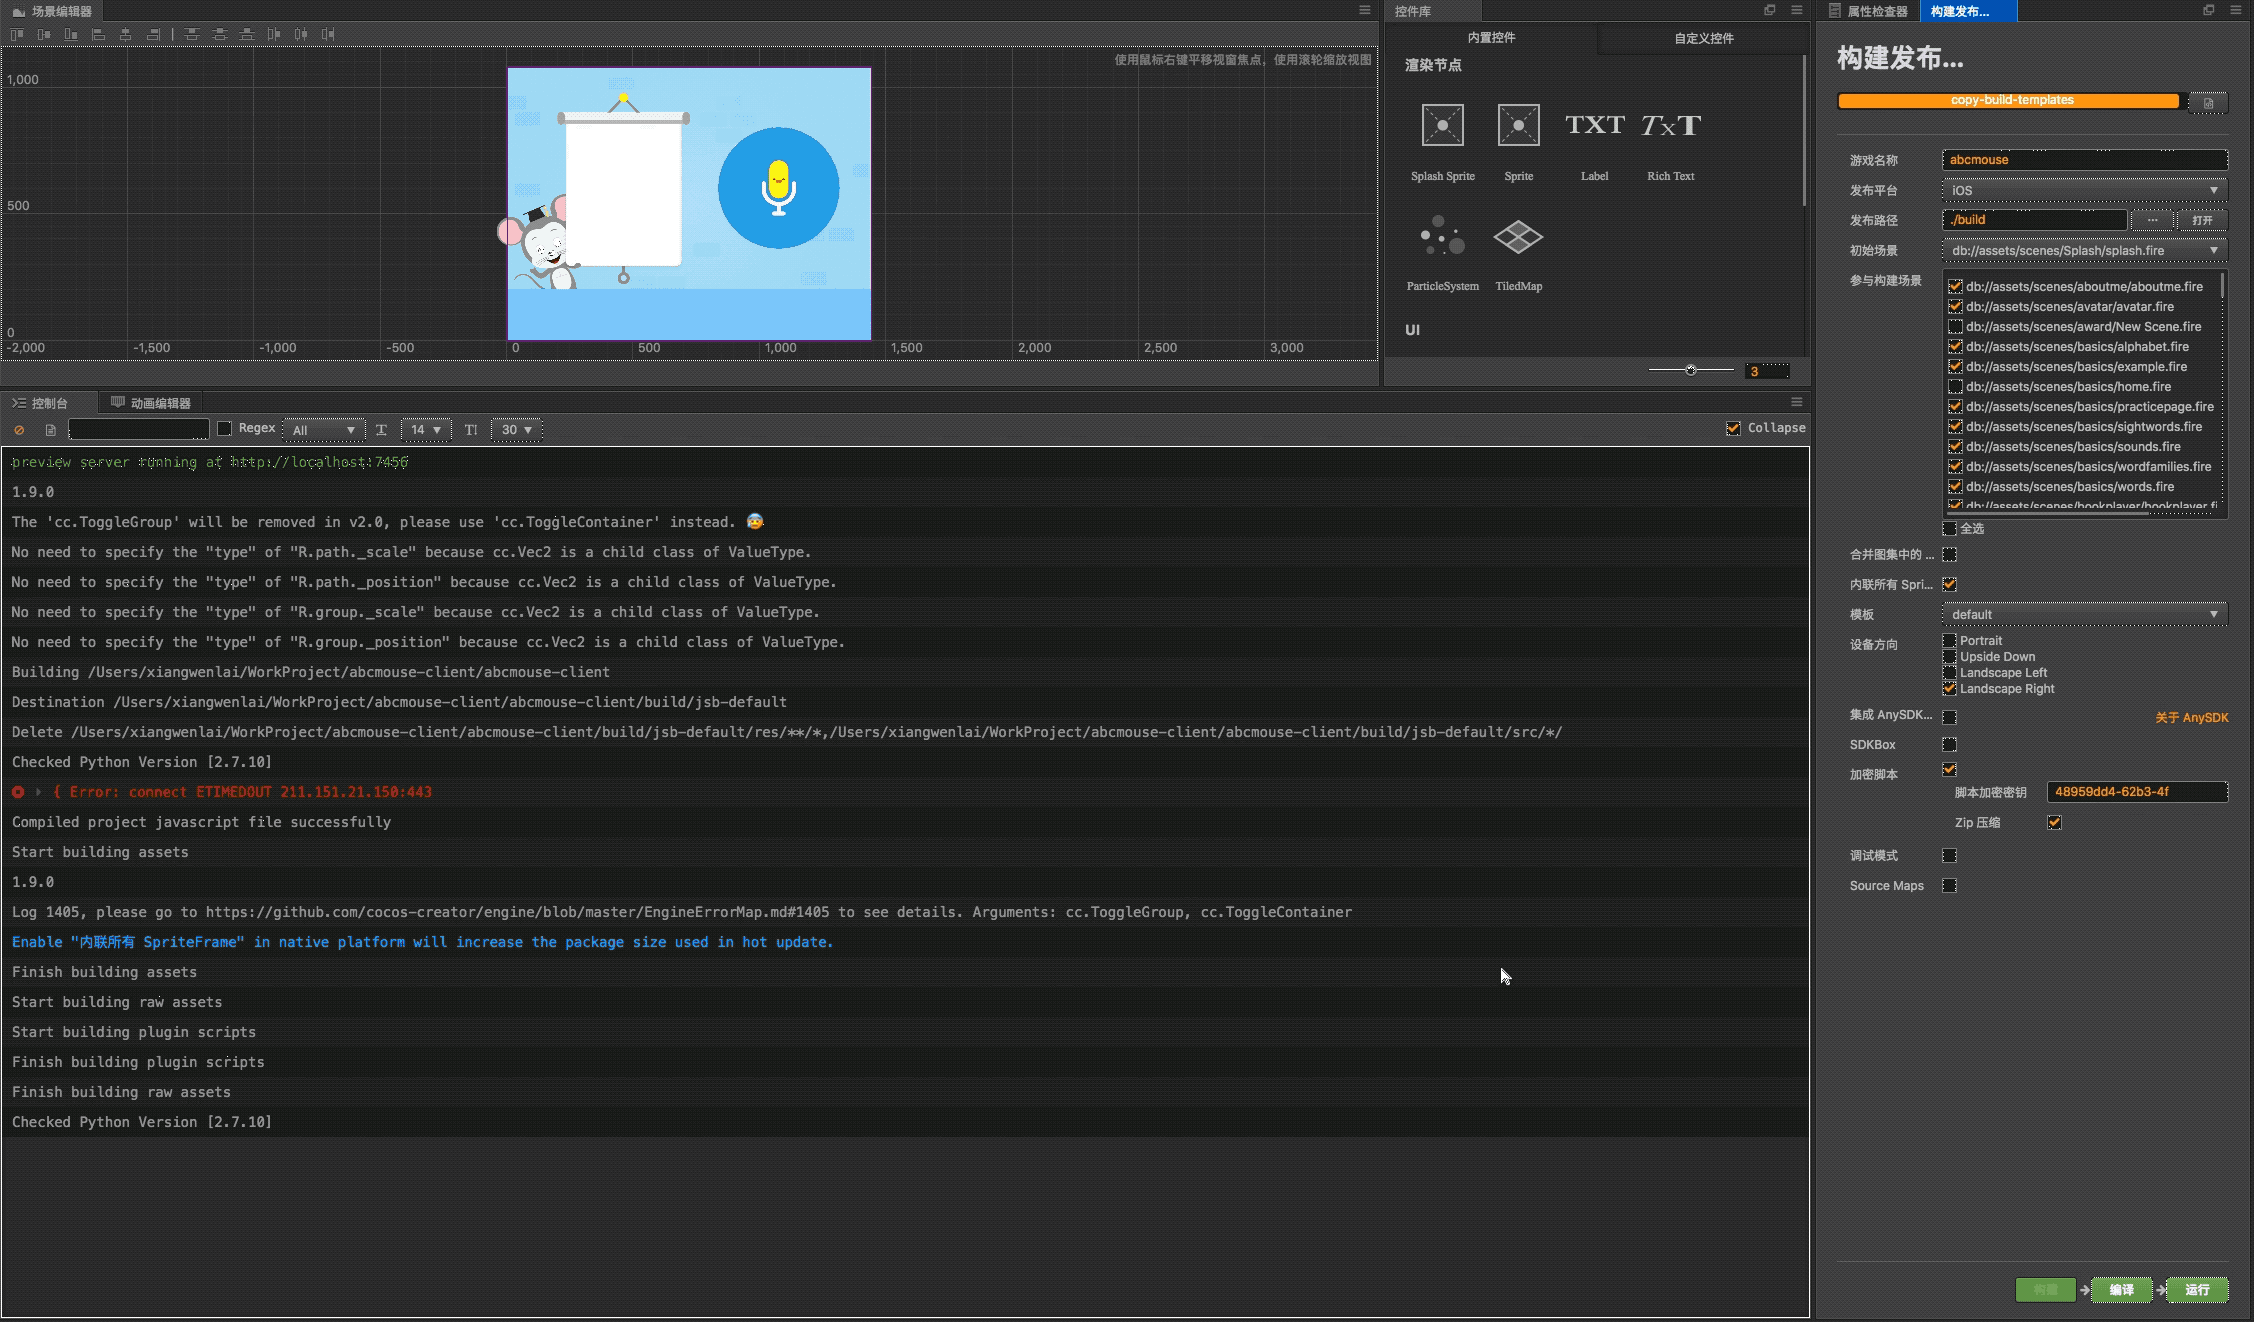 场景编辑器
使用鼠标右键平移视窗焦点，使用滚轮缩放视图
1,000
500
0
-2,000
-1,500
-1,000
-500
0
500
1,000
1,500
2,000
2,500
3,000
控件库
内置控件
自定义控件
渲染节点
TXT
TxT
Splash Sprite
Sprite
Label
Rich Text
ParticleSystem
TiledMap
UI
3
控制台
动画编辑器
Regex
All
14
30
Collapse
preview server running at http://localhost:7456
1.9.0
The 'cc.ToggleGroup' will be removed in v2.0, please use 'cc.ToggleContainer' instead. 😰
No need to specify the "type" of "R.path._scale" because cc.Vec2 is a child class of ValueType.
No need to specify the "type" of "R.path._position" because cc.Vec2 is a child class of ValueType.
No need to specify the "type" of "R.group._scale" because cc.Vec2 is a child class of ValueType.
No need to specify the "type" of "R.group._position" because cc.Vec2 is a child class of ValueType.
Building /Users/xiangwenlai/WorkProject/abcmouse-client/abcmouse-client
Destination /Users/xiangwenlai/WorkProject/abcmouse-client/abcmouse-client/build/jsb-default
Delete /Users/xiangwenlai/WorkProject/abcmouse-client/abcmouse-client/build/jsb-default/res/**/*,/Users/xiangwenlai/WorkProject/abcmouse-client/abcmouse-client/build/jsb-default/src/*/
Checked Python Version [2.7.10]
{ Error: connect ETIMEDOUT 211.151.21.150:443
Compiled project javascript file successfully
Start building assets
1.9.0
Log 1405, please go to https://github.com/cocos-creator/engine/blob/master/EngineErrorMap.md#1405 to see details. Arguments: cc.ToggleGroup, cc.ToggleContainer
Enable "内联所有 SpriteFrame" in native platform will increase the package size used in hot update.
Finish building assets
Start building raw assets
Start building plugin scripts
Finish building plugin scripts
Finish building raw assets
Checked Python Version [2.7.10]
属性检查器
构建发布...
构建发布...
copy-build-templates
游戏名称
abcmouse
发布平台
iOS
发布路径
./build
...
打开
初始场景
db://assets/scenes/Splash/splash.fire
参与构建场景
db://assets/scenes/aboutme/aboutme.fire
db://assets/scenes/avatar/avatar.fire
db://assets/scenes/award/New Scene.fire
db://assets/scenes/basics/alphabet.fire
db://assets/scenes/basics/example.fire
db://assets/scenes/basics/home.fire
db://assets/scenes/basics/practicepage.fire
db://assets/scenes/basics/sightwords.fire
db://assets/scenes/basics/sounds.fire
db://assets/scenes/basics/wordfamilies.fire
db://assets/scenes/basics/words.fire
db://assets/scenes/bookplayer/bookplayer.fi
全选
合并图集中的 ...
内联所有 Spri...
模板
default
设备方向
Portrait
Upside Down
Landscape Left
Landscape Right
集成 AnySDK...
关于 AnySDK
SDKBox
加密脚本
脚本加密密钥
48959dd4-62b3-4f
Zip 压缩
调试模式
Source Maps
构建
编译
运行